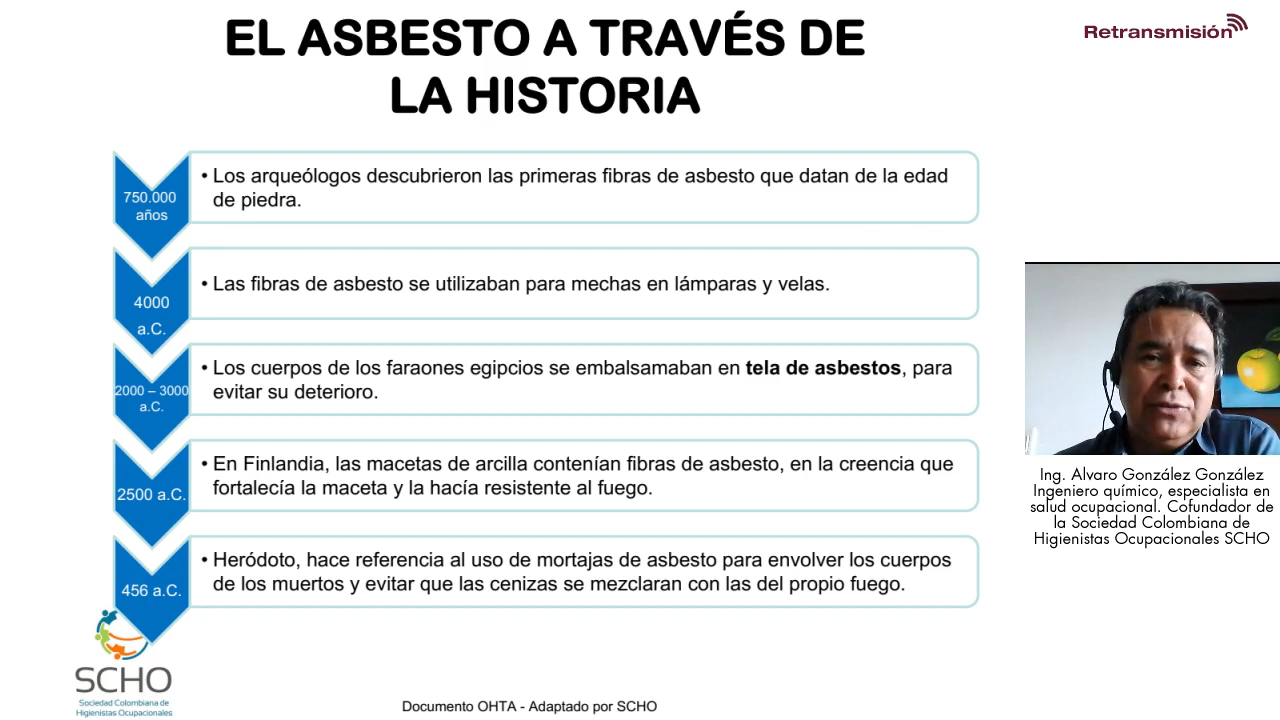 EL ASBESTO A TRAVÉS DE
LA HISTORIA
Retransmisión
750.000
años
• Los arqueólogos descubrieron las primeras fibras de asbesto que datan de la edad
de piedra.
4000
a.C.
• Las fibras de asbesto se utilizaban para mechas en lámparas y velas.
2000 – 3000
a.C.
• Los cuerpos de los faraones egipcios se embalsamaban en tela de asbestos, para
evitar su deterioro.
2500 a.C.
• En Finlandia, las macetas de arcilla contenían fibras de asbesto, en la creencia que
fortalecía la maceta y la hacía resistente al fuego.
456 a.C.
• Heródoto, hace referencia al uso de mortajas de asbesto para envolver los cuerpos
de los muertos y evitar que las cenizas se mezclaran con las del propio fuego.
Ing. Alvaro González González
Ingeniero químico, especialista en
salud ocupacional. Cofundador de
la Sociedad Colombiana de
Higienistas Ocupacionales SCHO
SCHO
Sociedad Colombiana de
Higienistas Ocupacionales
Documento OHTA - Adaptado por SCHO